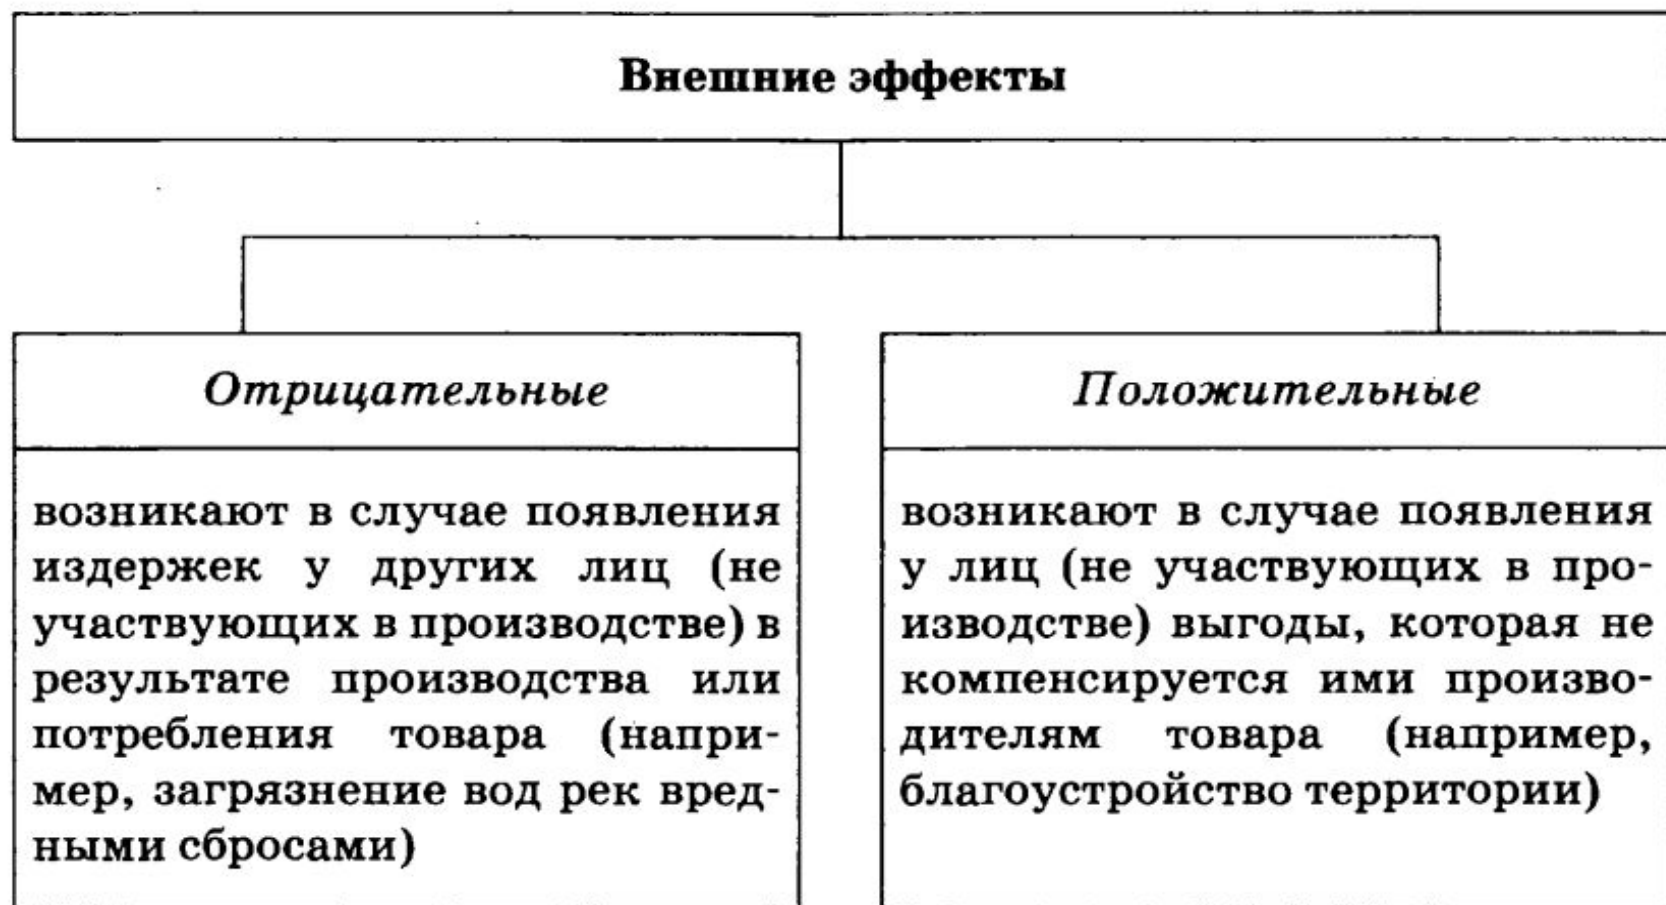 Внешние эффекты
Отрицательные
возникают в случае появления
издержек у других лиц (не
участвующих в производстве) в
результате производства или
потребления товара (напри-
мер, загрязнение вод рек вред-
ными сбросами)
Положительные
возникают в случае появления
у лиц (не участвующих в про-
изводстве) выгоды, которая не
компенсируется ими произво-
дителям товара (например,
благоустройство территории)